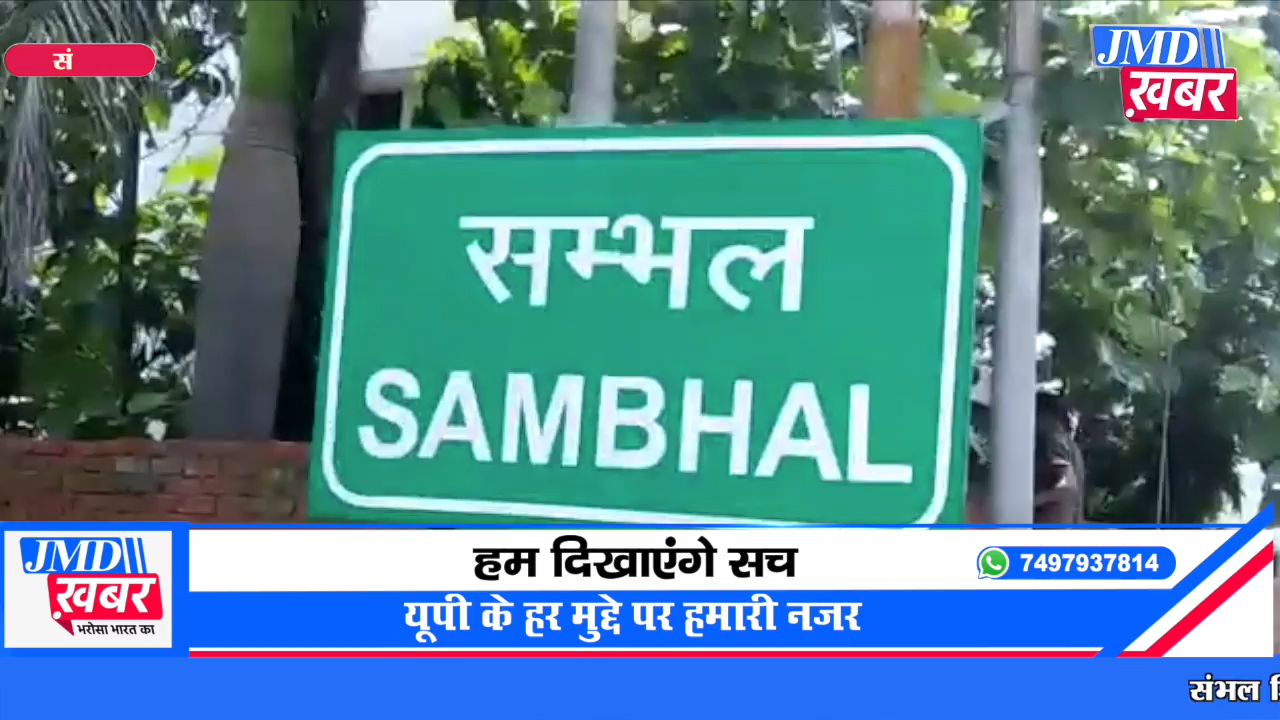 सं
JMD
ख़बर
सम्भल
SAMBHAL
JMD
ख़बर
भरोसा भारत का
हम दिखाएंगे सच
7497937814
यूपी के हर मुद्दे पर हमारी नजर
संभल